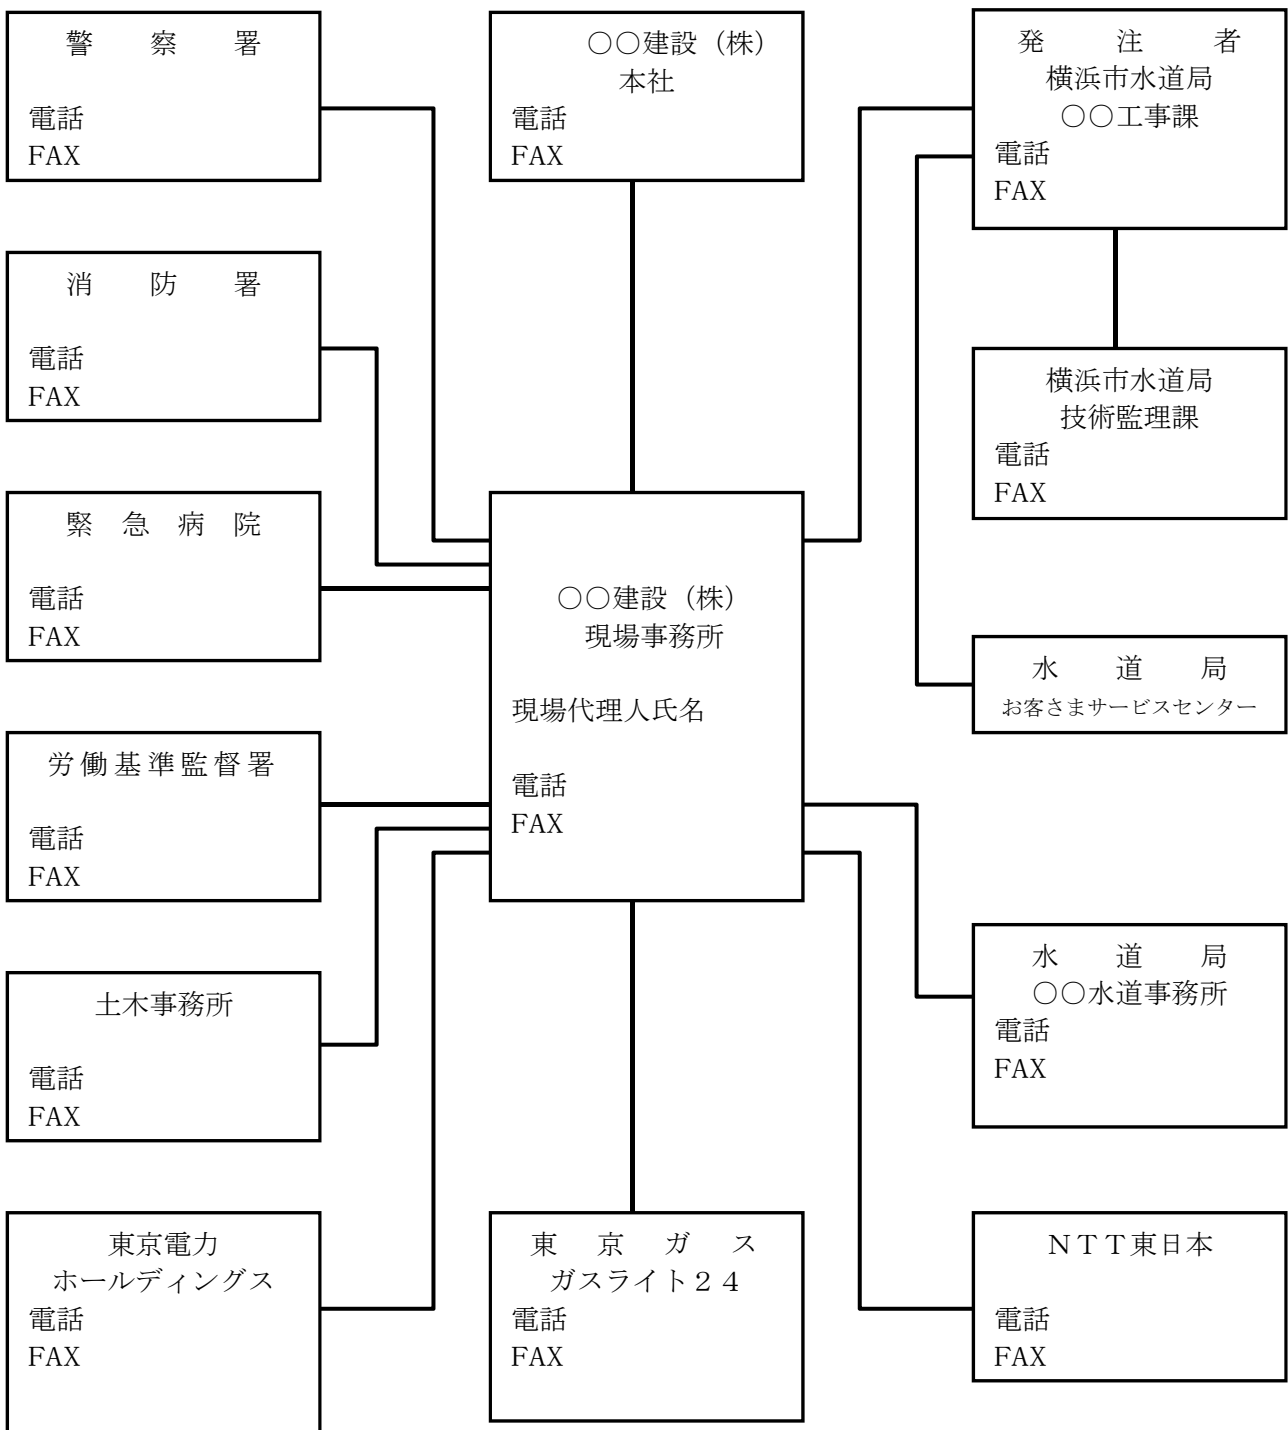 警　察　署
電話
FAX
〇〇建設（株）
本社
電話
FAX
発　注　者
横浜市水道局
〇〇工事課
電話
FAX
消　防　署
電話
FAX
横浜市水道局
技術監理課
電話
FAX
緊　急　病　院
電話
FAX
〇〇建設（株）
現場事務所
現場代理人氏名
電話
FAX
水　道　局
お客さまサービスセンター
労働基準監督署
電話
FAX
土木事務所
電話
FAX
水　道　局
〇〇水道事務所
電話
FAX
東京電力
ホールディングス
電話
FAX
東　京　ガ　ス
ガスライト２４
電話
FAX
ＮＴＴ東日本
電話
FAX